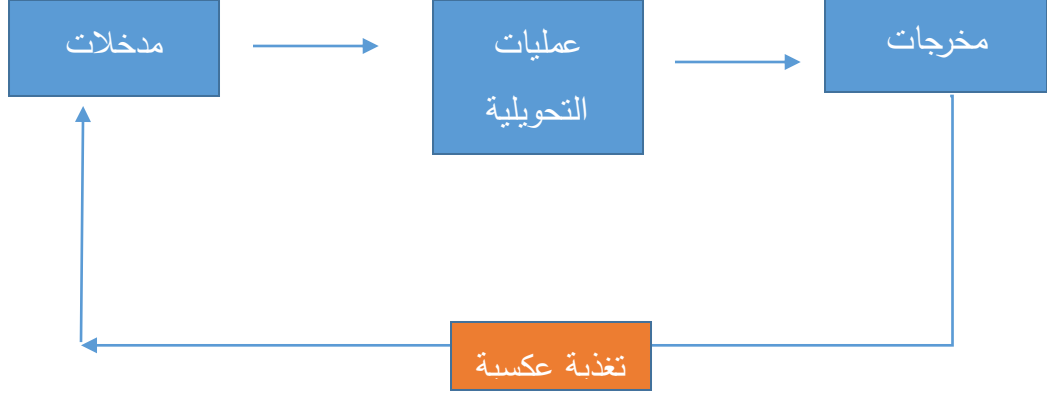 مدخلات
عمليات
التحويلية
مخرجات
تغذية عكسية